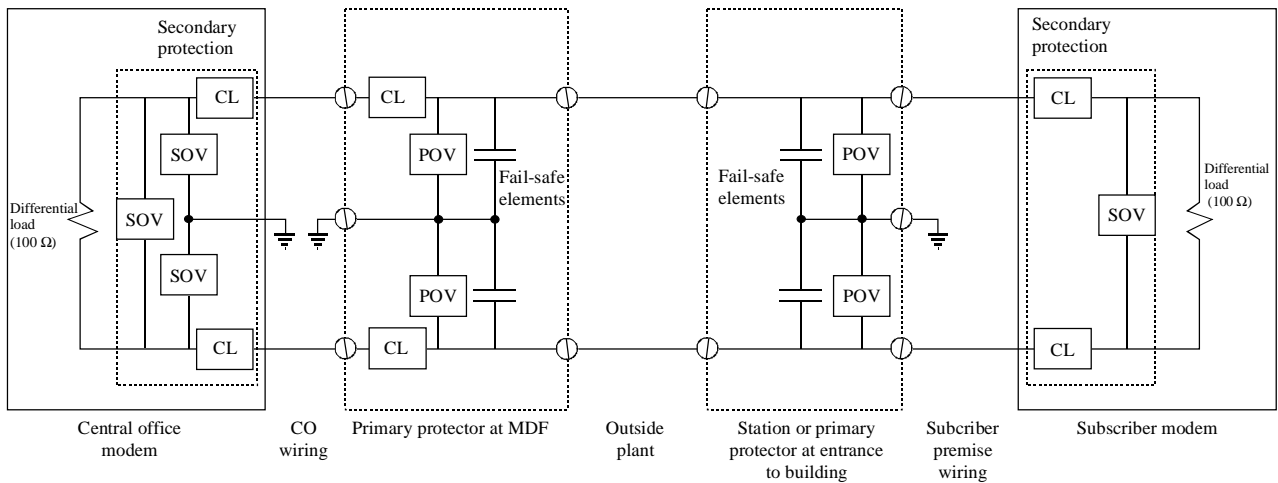 Secondary
protection
Secondary
protection
CL
CL
CL
SOV
POV
POV
SOV
Fail-safe
elements
Fail-safe
elements
Differential
load
(100 Ω)
SOV
SOV
Differential
load
(100 Ω)
SOV
POV
POV
CL
CL
CL
Central office
modem
CO
wiring
Primary protector at MDF
Outside
plant
Station or primary
protector at entrance
to building
Subcriber
premise
wiring
Subscriber modem